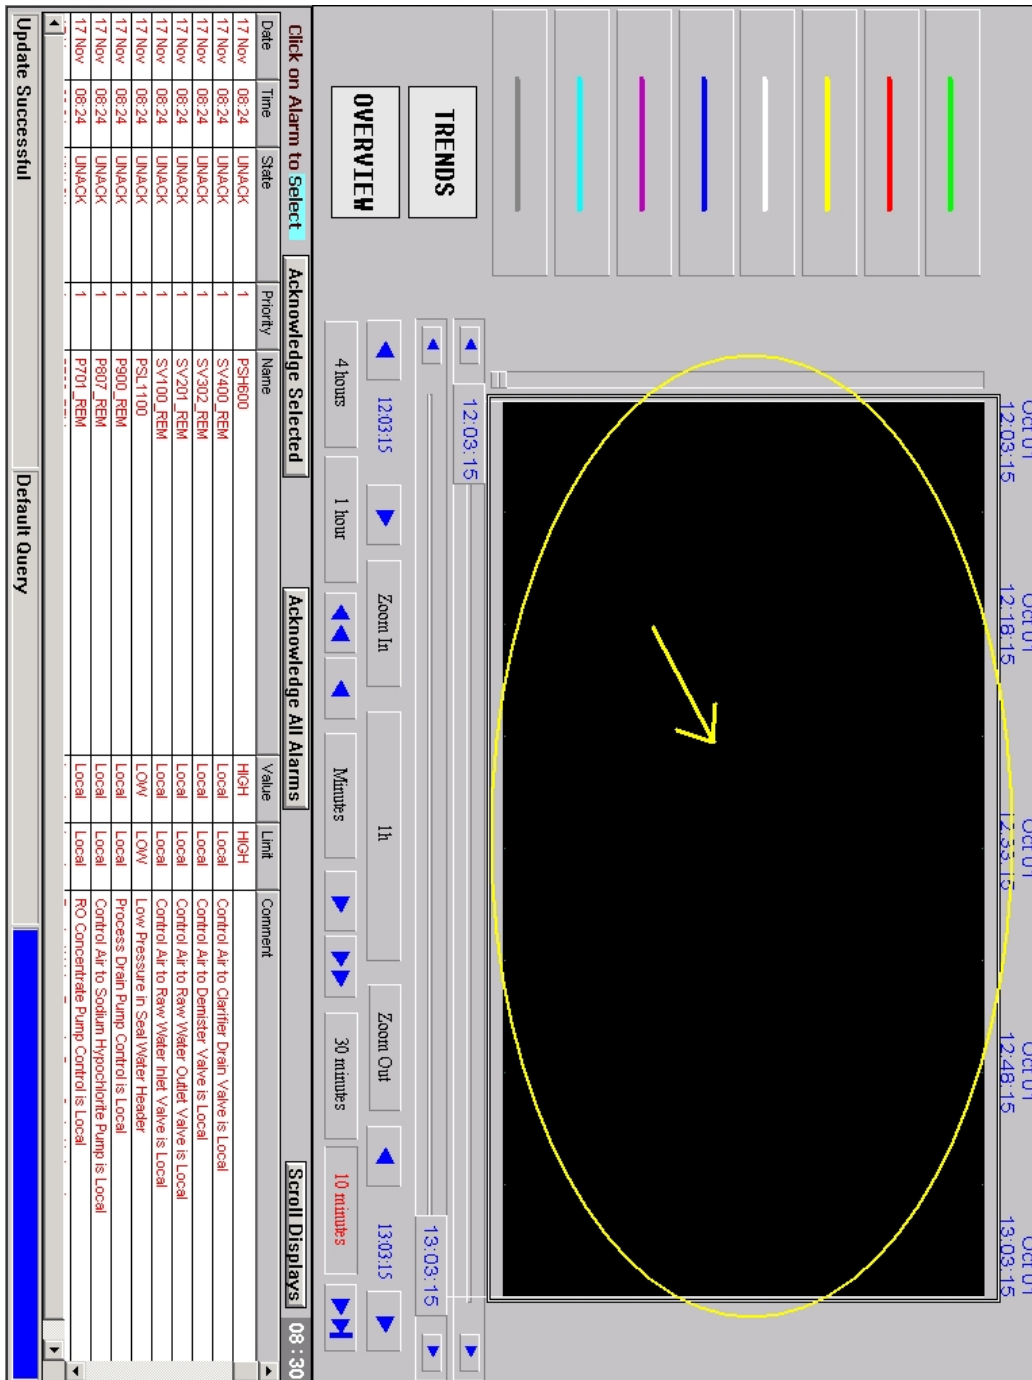 Oct 01 Oct 01 Oct 01 Oct 01 Oct 01
12:03:15 12:18:15 12:33:15 12:48:15 13:03:15
12:03:15
13:03:15
TRENDS
12:03:15 Zoom In 1h Zoom Out 13:03:15
OVERVIEW
4 hours 1 hour Minutes 30 minutes 10 minutes
Click on Alarm to Select Acknowledge Selected Acknowledge All Alarms Scroll Displays 08:30
Date Time State Priority Name Value Limit Comment
17 Nov 08:24 UNACK 1 PSH600 HIGH HIGH
17 Nov 08:24 UNACK 1 SV400_REM Local Local Control Air to Clarifier Drain Valve is Local
17 Nov 08:24 UNACK 1 SV302_REM Local Local Control Air to Demister Valve is Local
17 Nov 08:24 UNACK 1 SV201_REM Local Local Control Air to Raw Water Outlet Valve is Local
17 Nov 08:24 UNACK 1 SV100_REM Local Local Control Air to Raw Water Inlet Valve is Local
17 Nov 08:24 UNACK 1 PSL1100 LOW LOW Low Pressure in Seal Water Header
17 Nov 08:24 UNACK 1 P900_REM Local Local Process Drain Pump Control is Local
17 Nov 08:24 UNACK 1 P807_REM Local Local Control Air to Sodium Hypochlorite Pump is Local
17 Nov 08:24 UNACK 1 P701_REM Local Local RO Concentrate Pump Control is Local
Update Successful Default Query